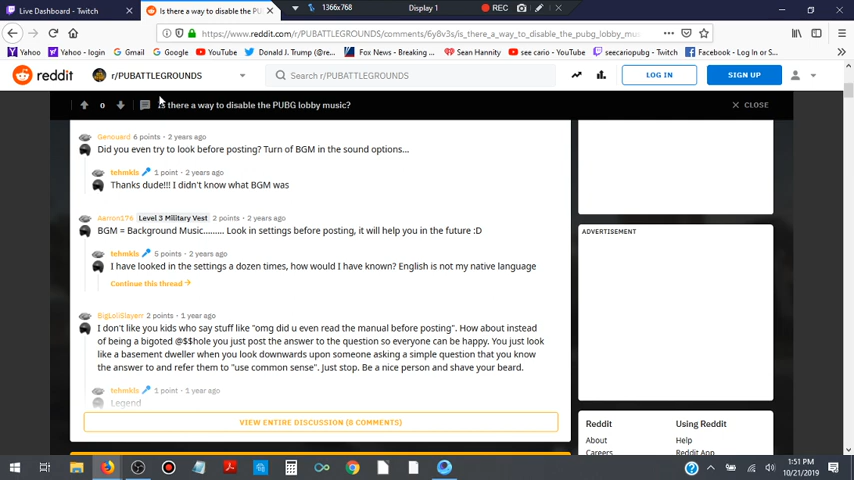 Live Dashboard - Twitch
Is there a way to disable the PU
1366x768
Display 1
REC
https://www.reddit.com/r/PUBATTLEGROUNDS/comments/6y8v3s/is_there_a_way_to_disable_the_pubg_lobby_mu
Yahoo
Yahoo - login
Gmail
Google
YouTube
Donald J. Trump (@re...
Fox News - Breaking ...
Sean Hannity
see cario - YouTube
seecariopubg - Twitch
Facebook - Log In or S...
reddit
r/PUBATTLEGROUNDS
Search r/PUBATTLEGROUNDS
LOG IN
SIGN UP
0
Is there a way to disable the PUBG lobby music?
CLOSE
Genouard 6 points · 2 years ago
Did you even try to look before posting? Turn of BGM in the sound options...
tehmkls 1 point · 2 years ago
Thanks dude!!! I didn't know what BGM was
Aarron176 Level 3 Military Vest 2 points · 2 years ago
BGM = Background Music......... Look in settings before posting, it will help you in the future :D
tehmkls 5 points · 2 years ago
I have looked in the settings a dozen times, how would I have known? English is not my native language
Continue this thread
BigLoliSlayerr 2 points · 1 year ago
I don't like you kids who say stuff like "omg did u even read the manual before posting". How about instead
of being a bigoted @$$hole you just post the answer to the question so everyone can be happy. You just look
like a basement dweller when you look downwards upon someone asking a simple question that you know
the answer to and refer them to "use common sense". Just stop. Be a nice person and shave your beard.
tehmkls 1 point · 1 year ago
Legend
VIEW ENTIRE DISCUSSION (8 COMMENTS)
ADVERTISEMENT
Reddit
Using Reddit
About
Help
Careers
Reddit App
1:51 PM
10/21/2019